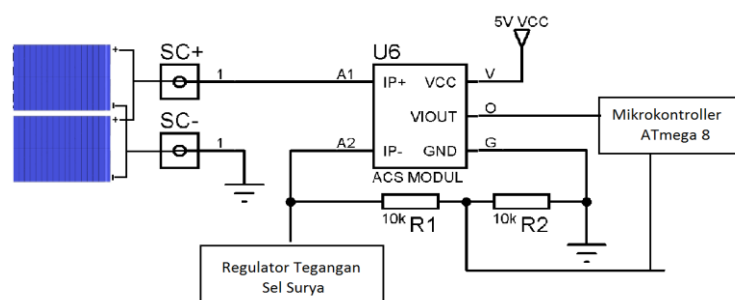 5V VCC
SC+
U6
1
A1
IP+
VCC
V
VIOUT
O
Mikrokontroller
ATmega 8
SC-
1
A2
IP-
GND
G
ACS MODUL
10k
R1
10k
R2
Regulator Tegangan
Sel Surya
+
-
+
-